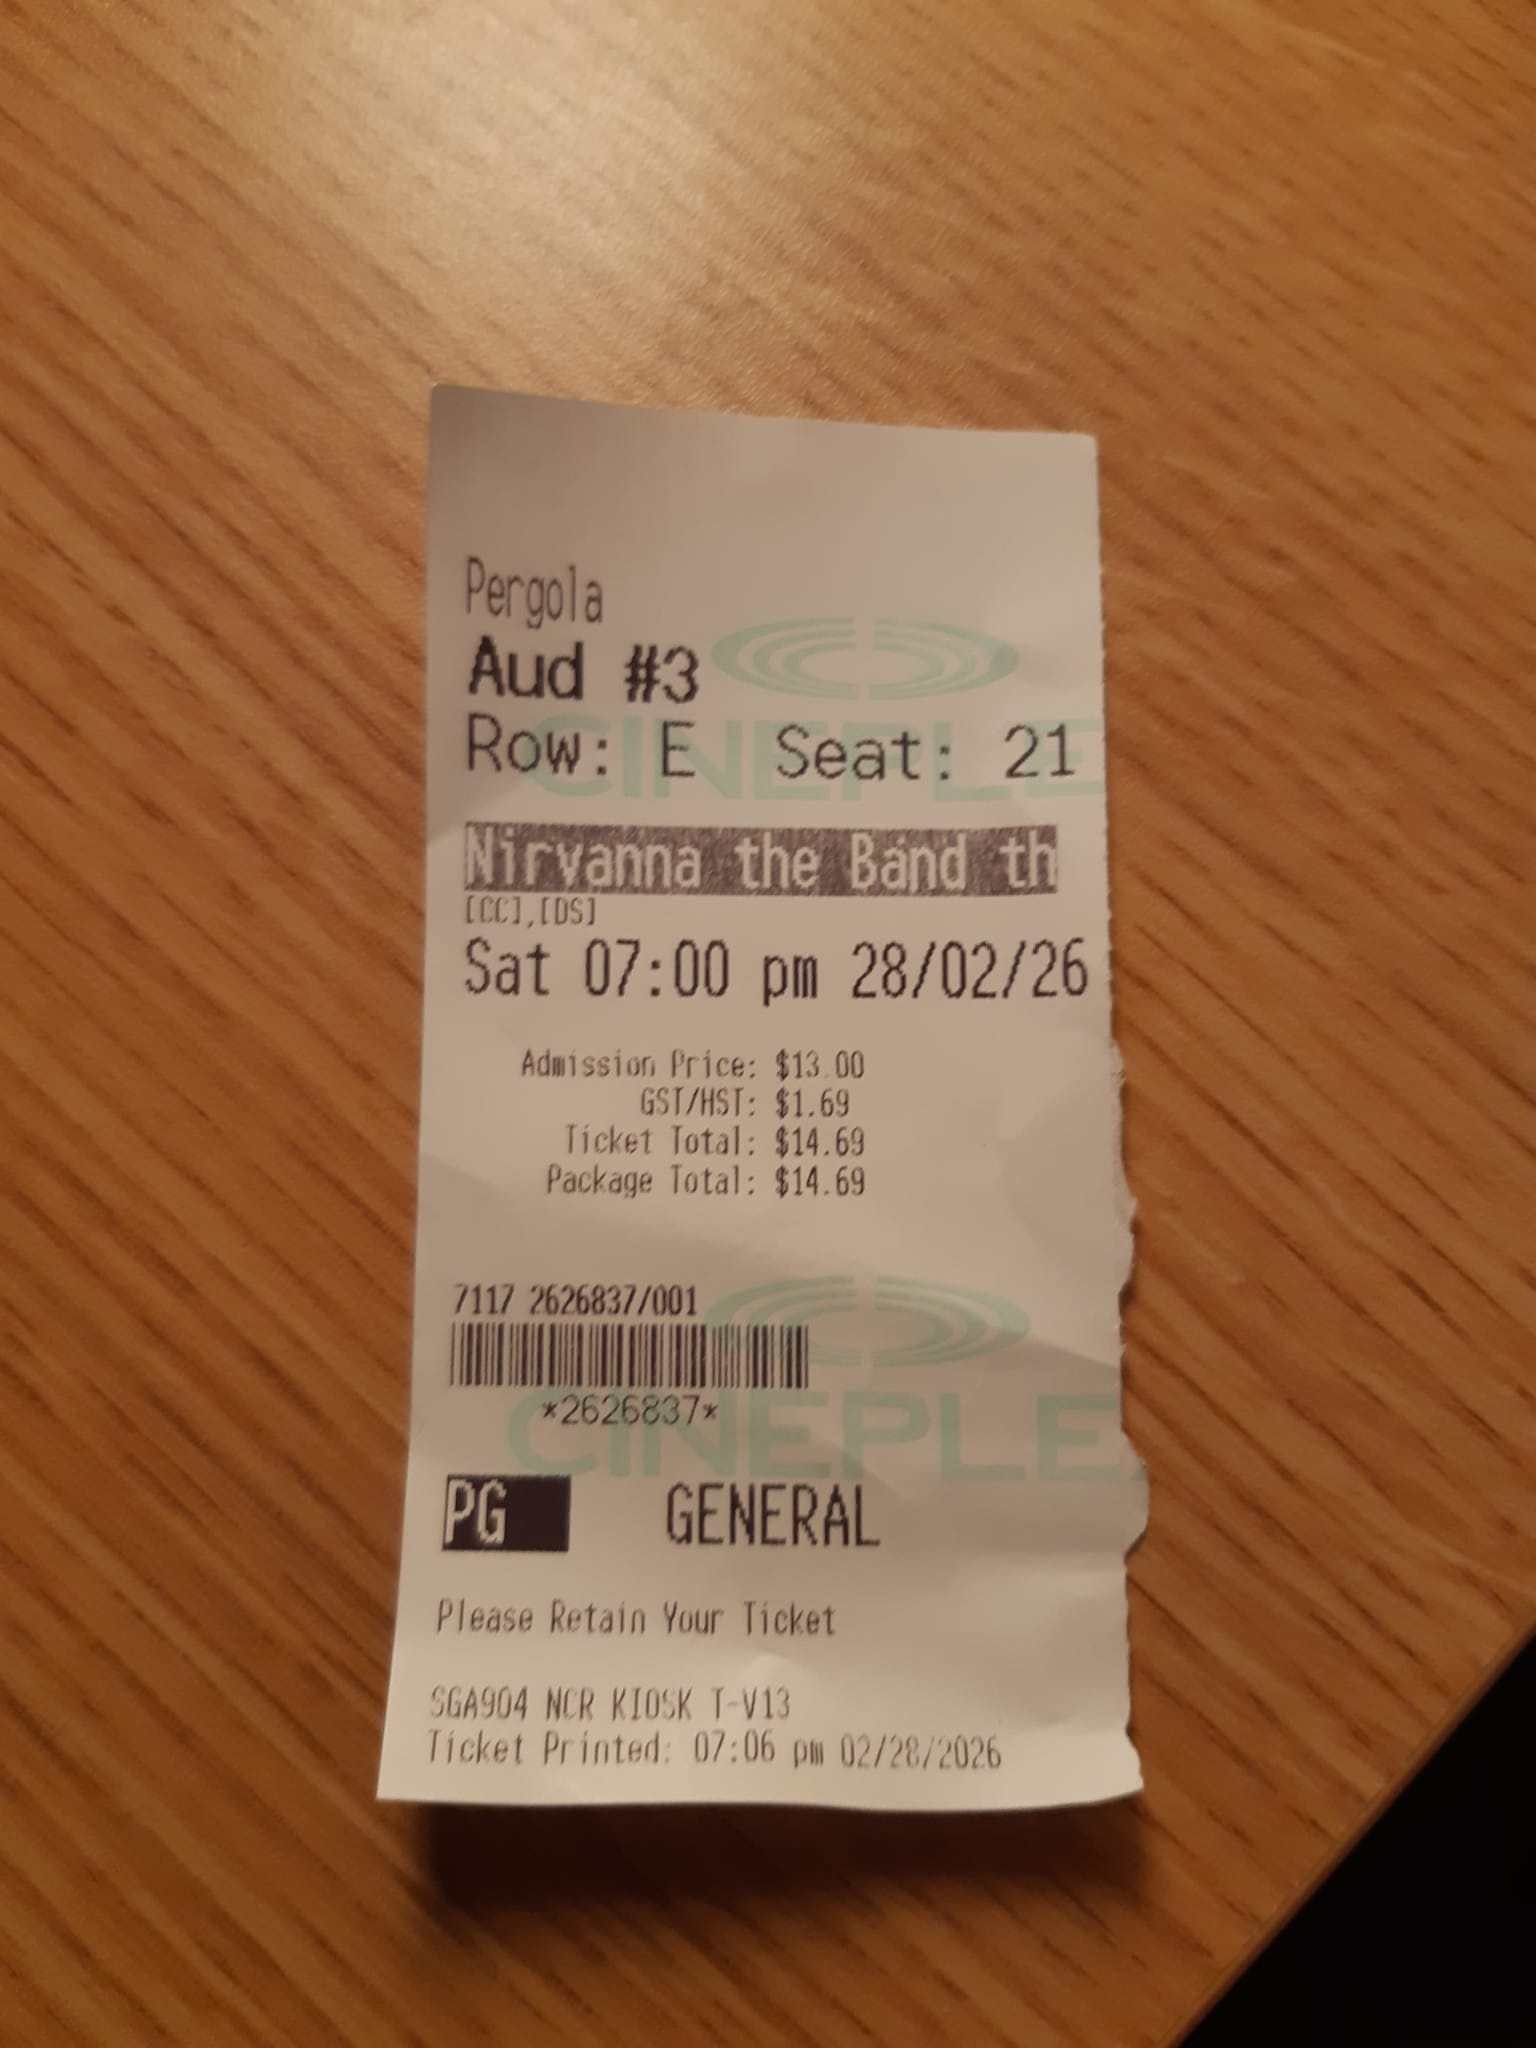 Pergola
Aud #3
Row: E Seat: 21
CINEPLE
Nirvanna the Band th
[CC],[DS]
Sat 07:00 pm 28/02/26
Admission Price: $13.00
GST/HST: $1.69
Ticket Total: $14.69
Package Total: $14.69
7117 2626837/001
*2626837*
CINEPLE
PG GENERAL
Please Retain Your Ticket
SGA904 NCR KIOSK T-V13
Ticket Printed: 07:06 pm 02/28/2026